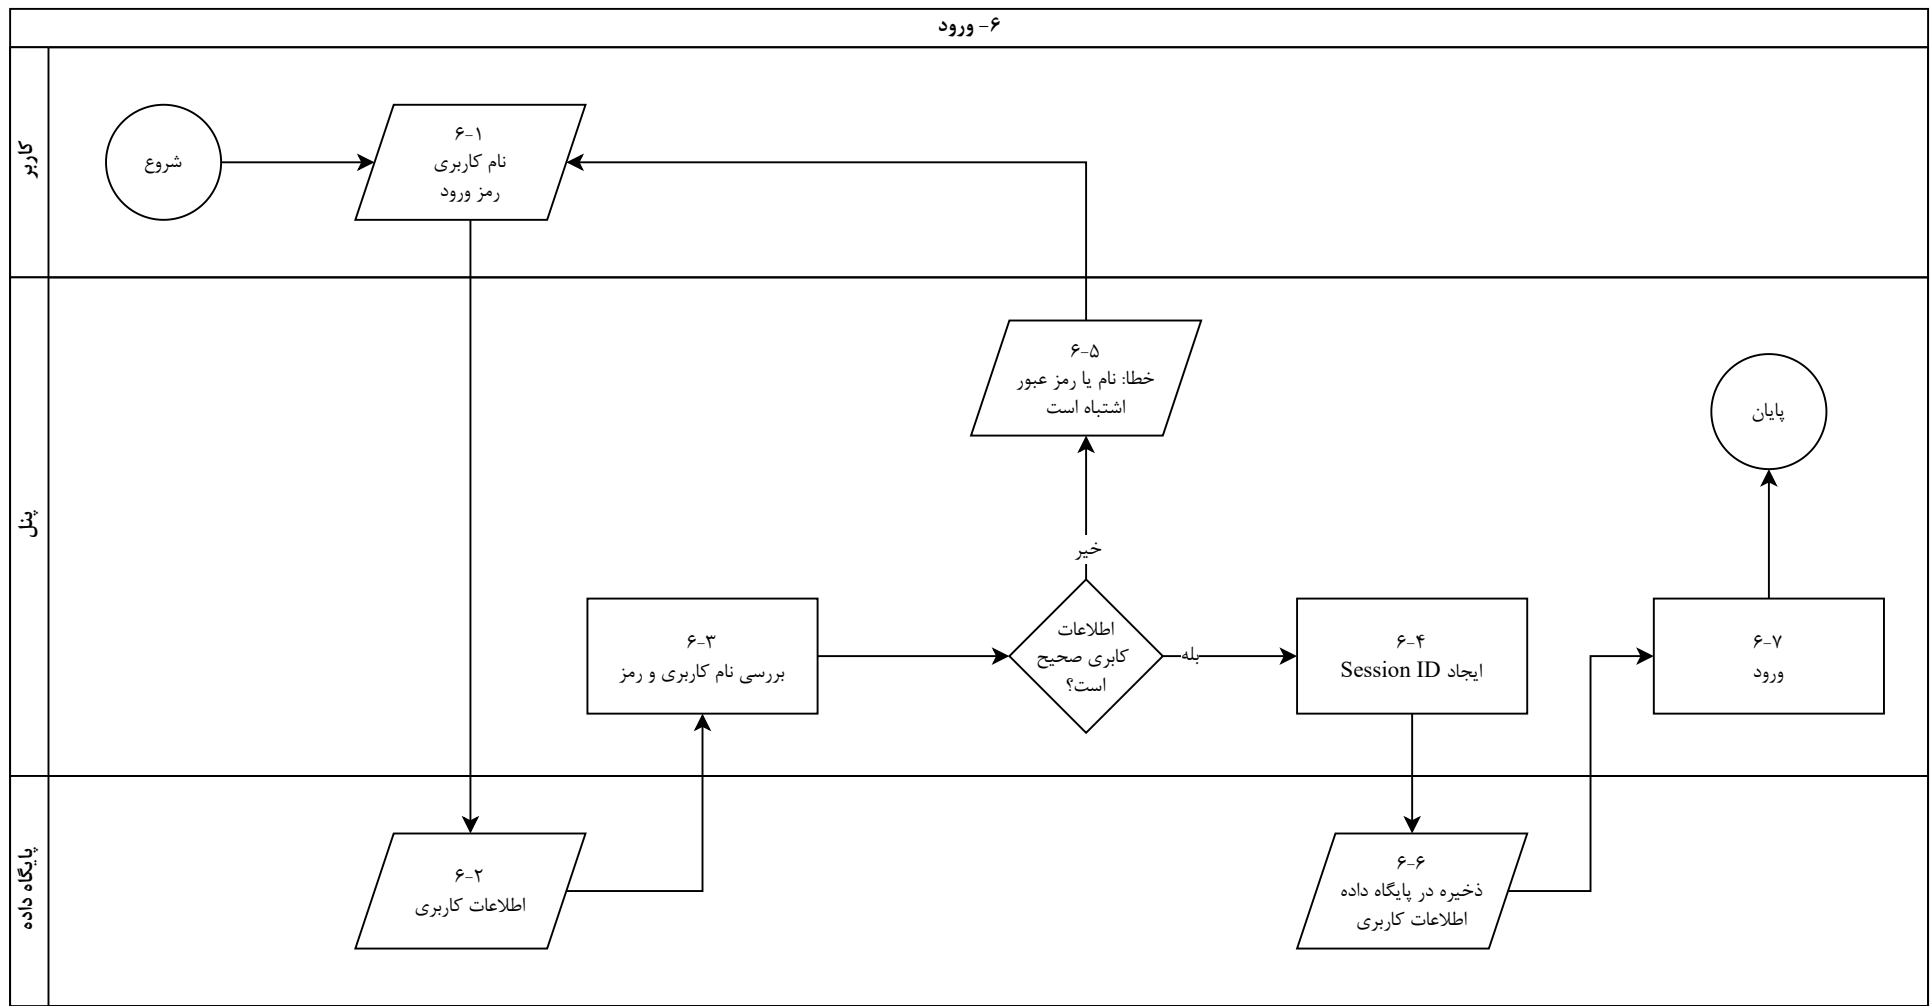 ۶- ورود
کاربر
شروع
۶-۱
نام کاربری
رمز ورود
پنل
۶-۵
خطا: نام یا رمز عبور
اشتباه است
پایان
خیر
۶-۳
بررسی نام کاربری و رمز
اطلاعات
کابری صحیح
است؟
بله
۶-۴
ایجاد Session ID
۶-۷
ورود
پایگاه داده
۶-۲
اطلاعات کاربری
۶-۶
ذخیره در پایگاه داده
اطلاعات کاربری